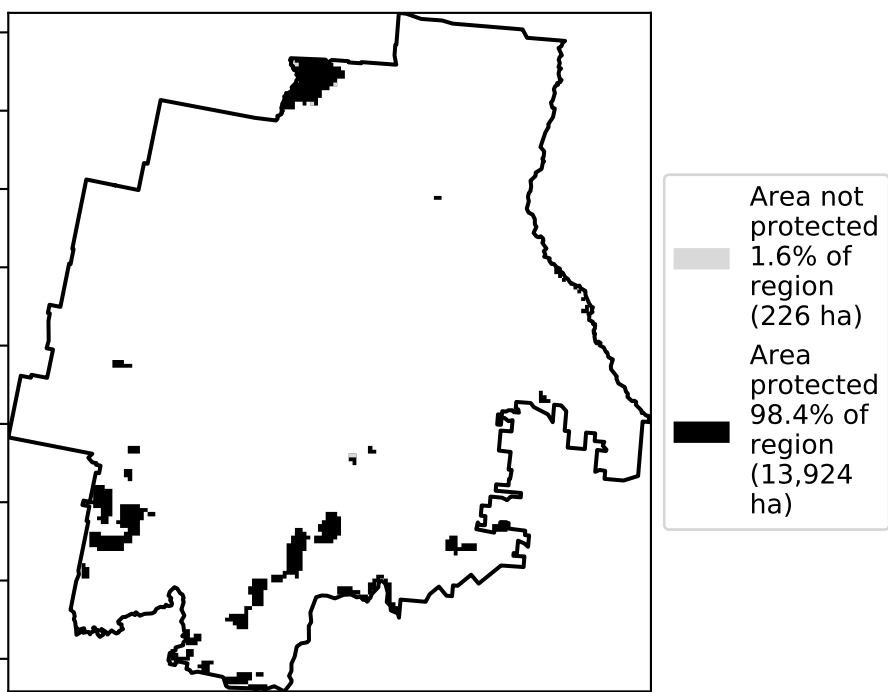 Area not
protected
1.6% of
region
(226 ha)
Area
protected
98.4% of
region
(13,924
ha)